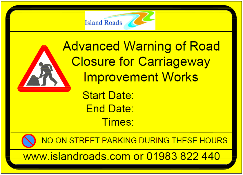 Island Roads
Advanced Warning of Road
Closure for Carriageway
Improvement Works
Start Date:
End Date:
Times:
NO ON STREET PARKING DURING THESE HOURS
www.islandroads.com or 01983 822 440